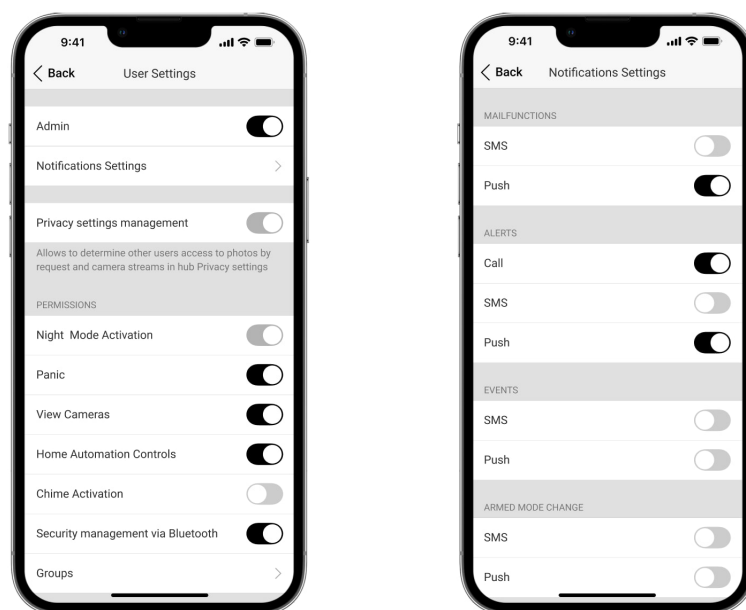 9:41
Back
User Settings
Admin
Notifications Settings
Privacy settings management
Allows to determine other users access to photos by
request and camera streams in hub Privacy settings
PERMISSIONS
Night Mode Activation
Panic
View Cameras
Home Automation Controls
Chime Activation
Security management via Bluetooth
Groups
9:41
Back
Notifications Settings
MAILFUNCTIONS
SMS
Push
ALERTS
Call
SMS
Push
EVENTS
SMS
Push
ARMED MODE CHANGE
SMS
Push